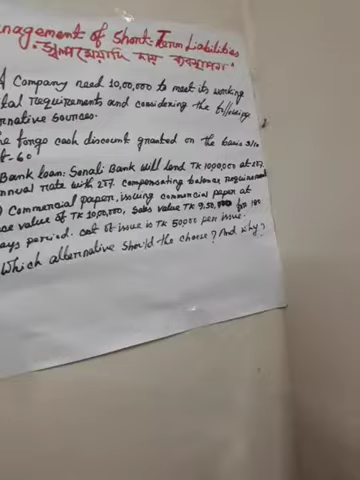 nagement of Short-Term Liabilities
স্বল্পমেয়াদি দায় ব্যবস্থাপনা
A Company need 10,00,000 to meet its working
tal requirements and considering the followings
rnative sources.
he forgo cash discount granted on the basis 3/10
et-60
Bank loan: Sonali Bank will lend TK 1000000 at
nnual rate with compensating balance requirement
) Commercial paper, issuing commercial paper at
ce value of TK 10,00,000, Sales value TK 9,50, for 180
ays period. cost of issue is TK 50000 per issue.
Which alternative should the choose? And why?